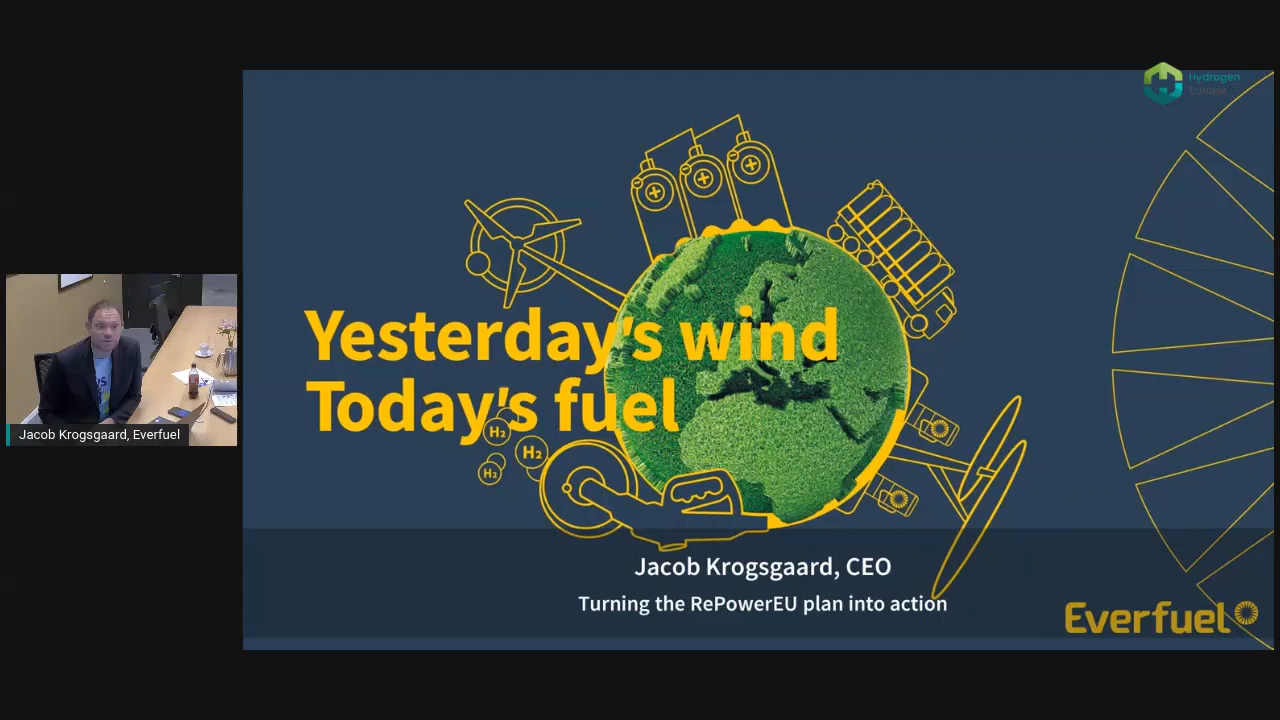 Hydrogen
Europe
Yesterday's wind
Today's fuel
H₂
H₂
H₂
Jacob Krogsgaard, Everfuel
Jacob Krogsgaard, CEO
Turning the RePowerEU plan into action
Everfuel